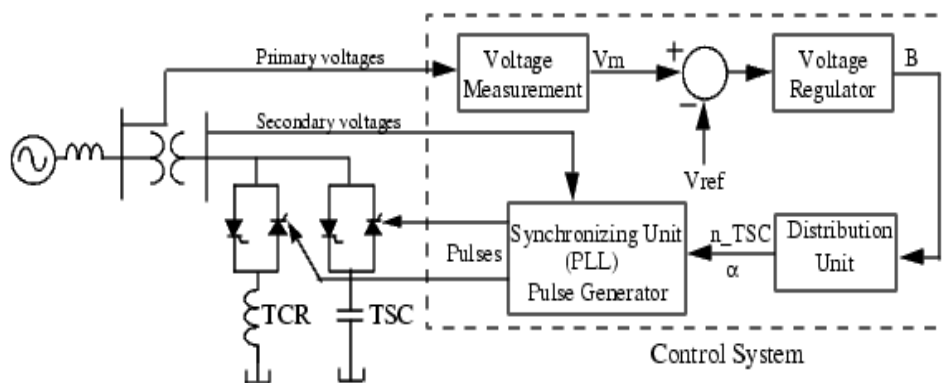 Primary voltages
Voltage
Measurement
Vm
+
−
Vref
Voltage
Regulator
B
Secondary voltages
Synchronizing Unit
(PLL)
Pulse Generator
n_TSC
α
Distribution
Unit
Pulses
TCR
TSC
Control System